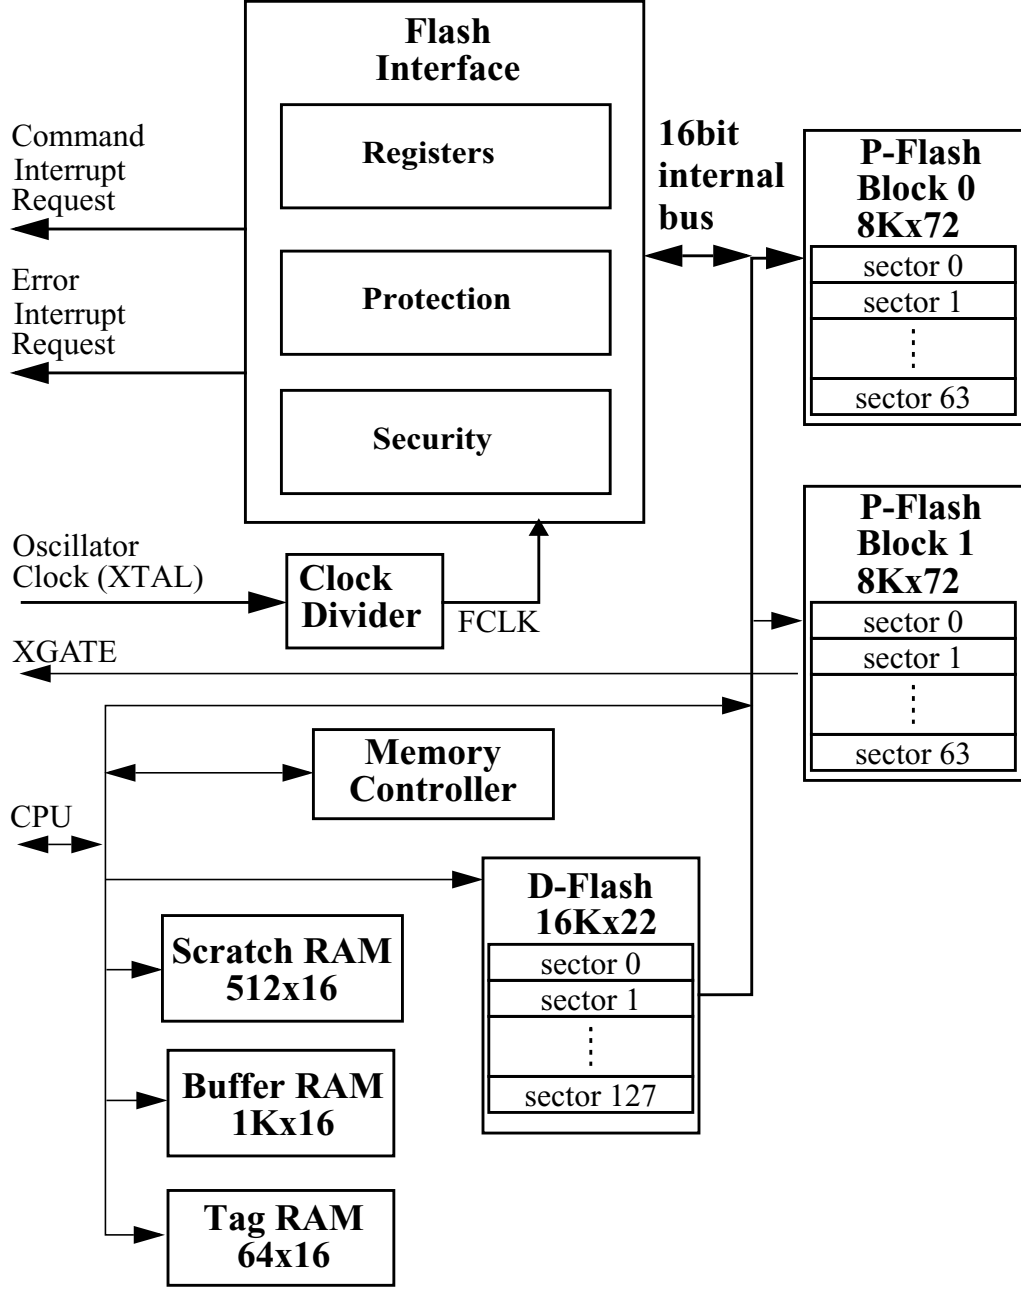 Flash
Interface
Registers
Protection
Security
Command
Interrupt
Request
Error
Interrupt
Request
16bit
internal
bus
P-Flash
Block 0
8Kx72
sector 0
sector 1
sector 63
P-Flash
Block 1
8Kx72
sector 0
sector 1
sector 63
Oscillator
Clock (XTAL)
Clock
Divider
FCLK
XGATE
Memory
Controller
CPU
D-Flash
16Kx22
sector 0
sector 1
sector 127
Scratch RAM
512x16
Buffer RAM
1Kx16
Tag RAM
64x16